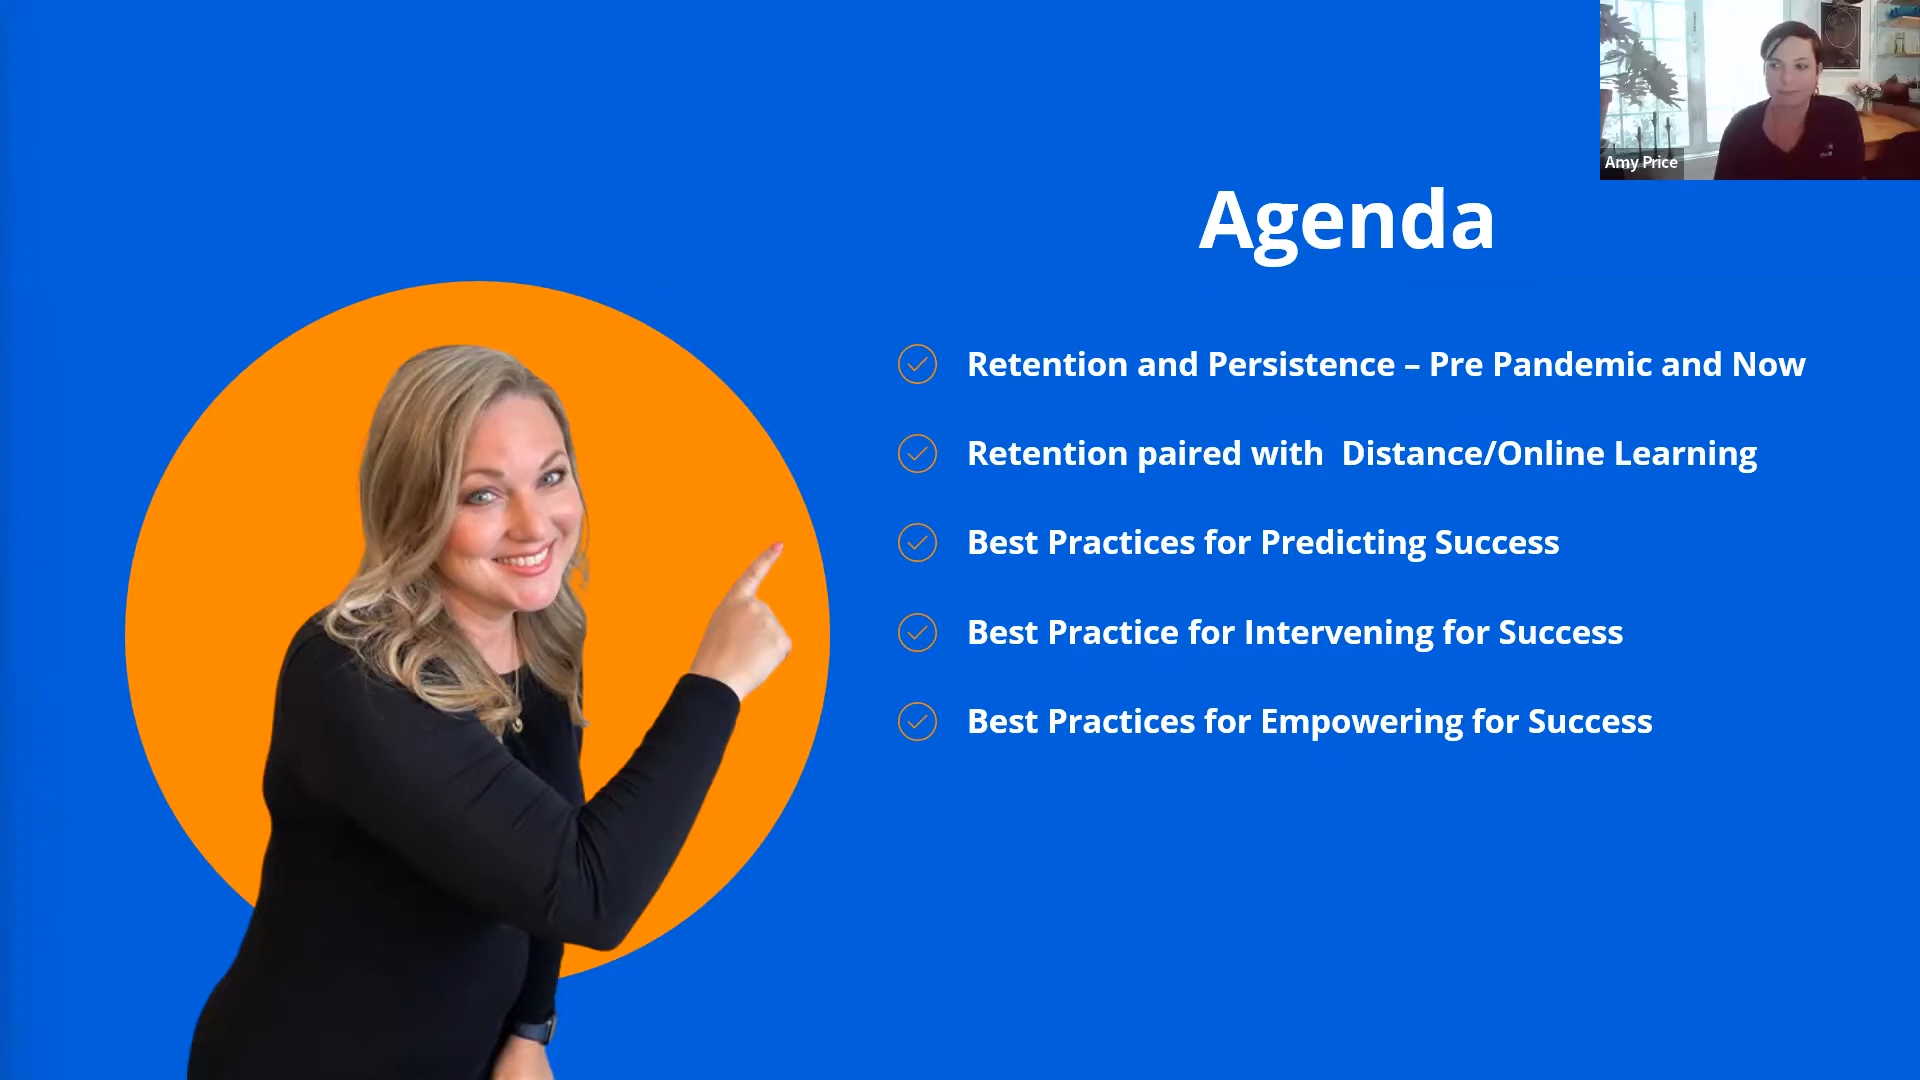 Amy Price
Agenda
Retention and Persistence – Pre Pandemic and Now
Retention paired with  Distance/Online Learning
Best Practices for Predicting Success
Best Practice for Intervening for Success
Best Practices for Empowering for Success